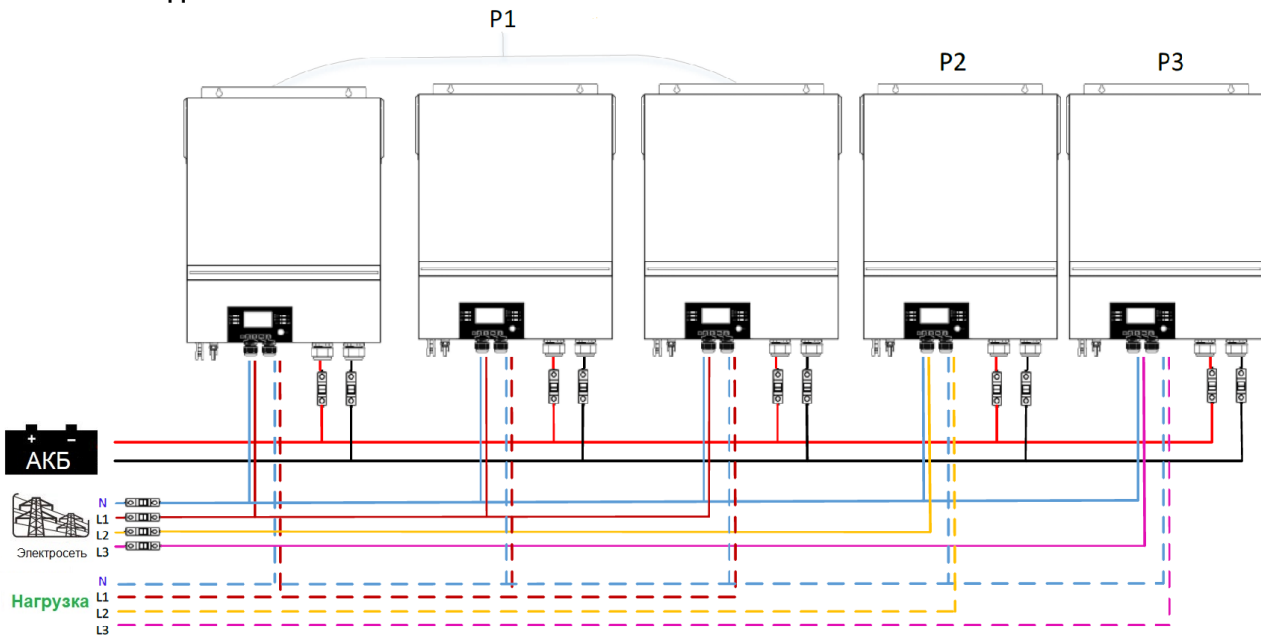 P1
P2
P3
+ −
АКБ
N
L1
L2
L3
Электросеть
N
Нагрузка L1
L2
L3